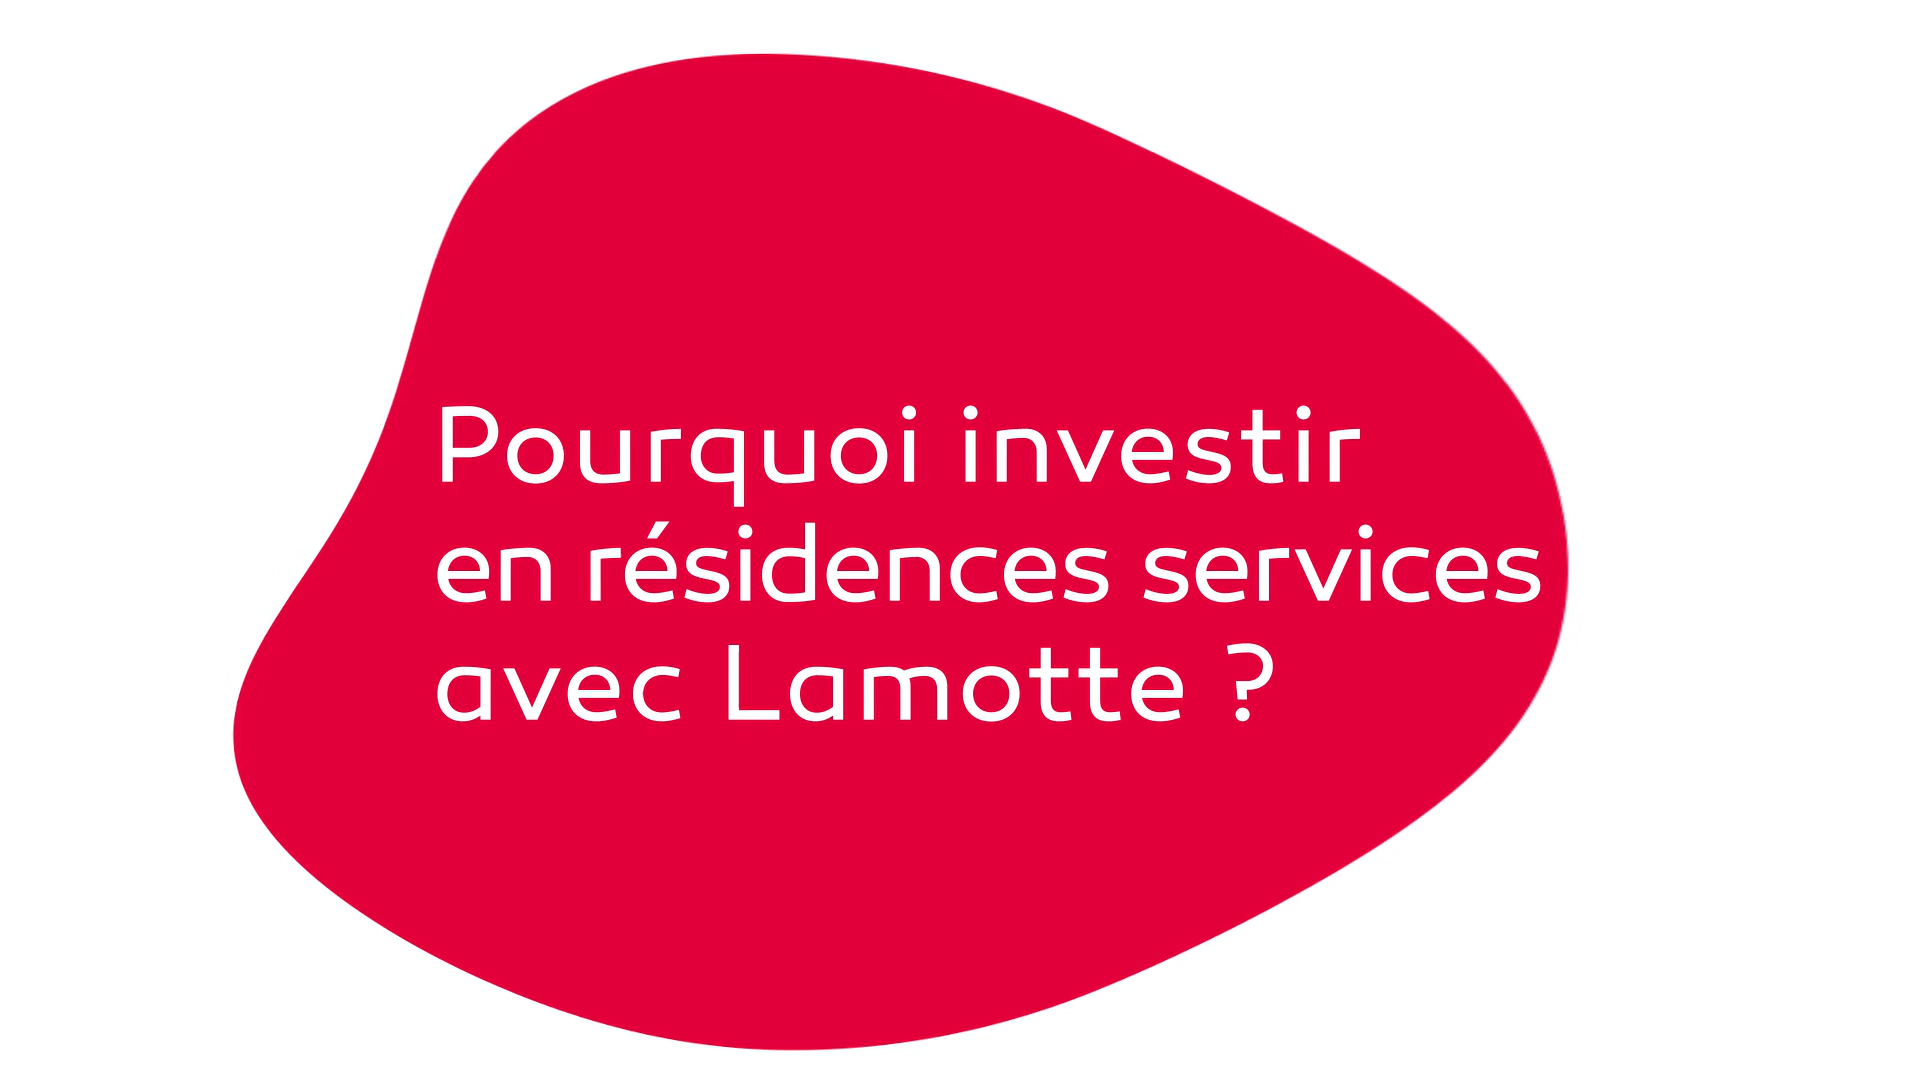 Pourquoi investir
en résidences services
avec Lamotte ?